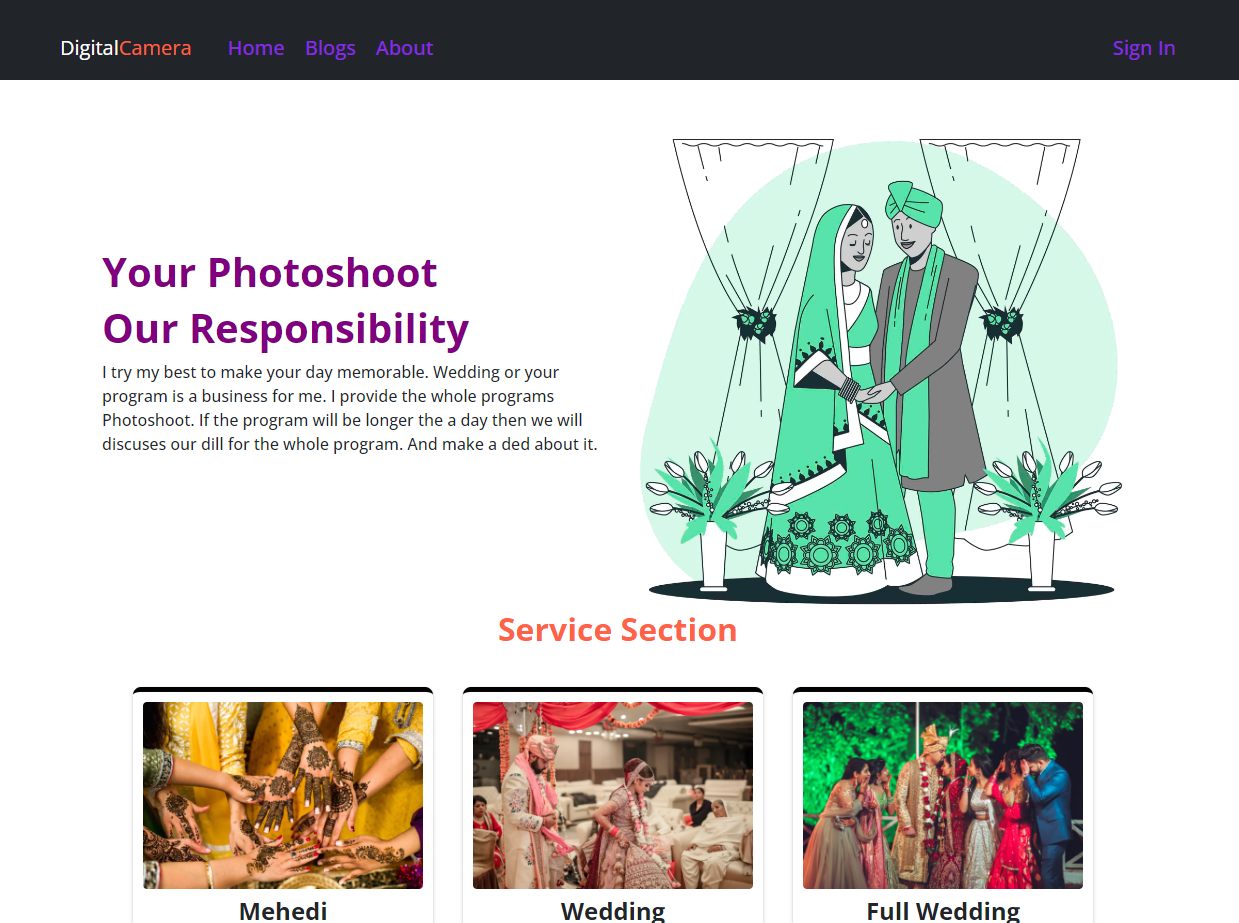 DigitalCamera Home Blogs About Sign In
Your Photoshoot
Our Responsibility
I try my best to make your day memorable. Wedding or your
program is a business for me. I provide the whole programs
Photoshoot. If the program will be longer the a day then we will
discuses our dill for the whole program. And make a ded about it.
Service Section
Mehedi
Wedding
Full Wedding